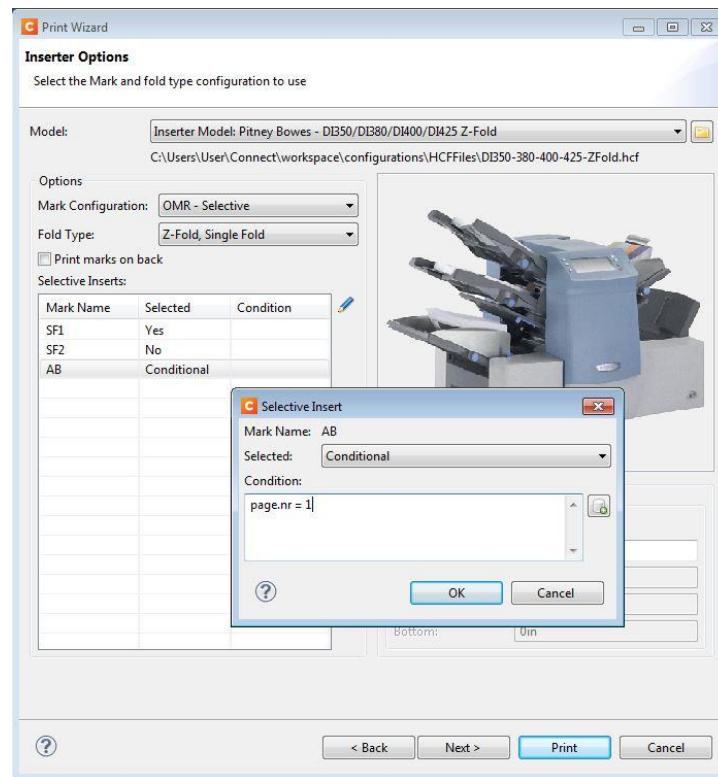 C Print Wizard
Inserter Options
Select the Mark and fold type configuration to use
Model: Inserter Model: Pitney Bowes - DI350/DI380/DI400/DI425 Z-Fold
C:\Users\User\Connect\workspace\configurations\HCFFiles\DI350-380-400-425-ZFold.hcf
Options
Mark Configuration: OMR - Selective
Fold Type: Z-Fold, Single Fold
Print marks on back
Selective Inserts:
Mark Name Selected Condition
SF1 Yes
SF2 No
AB Conditional
C Selective Insert
Mark Name: AB
Selected: Conditional
Condition:
page.nr = 1
? OK Cancel
Bottom: 0in
? < Back Next > Print Cancel